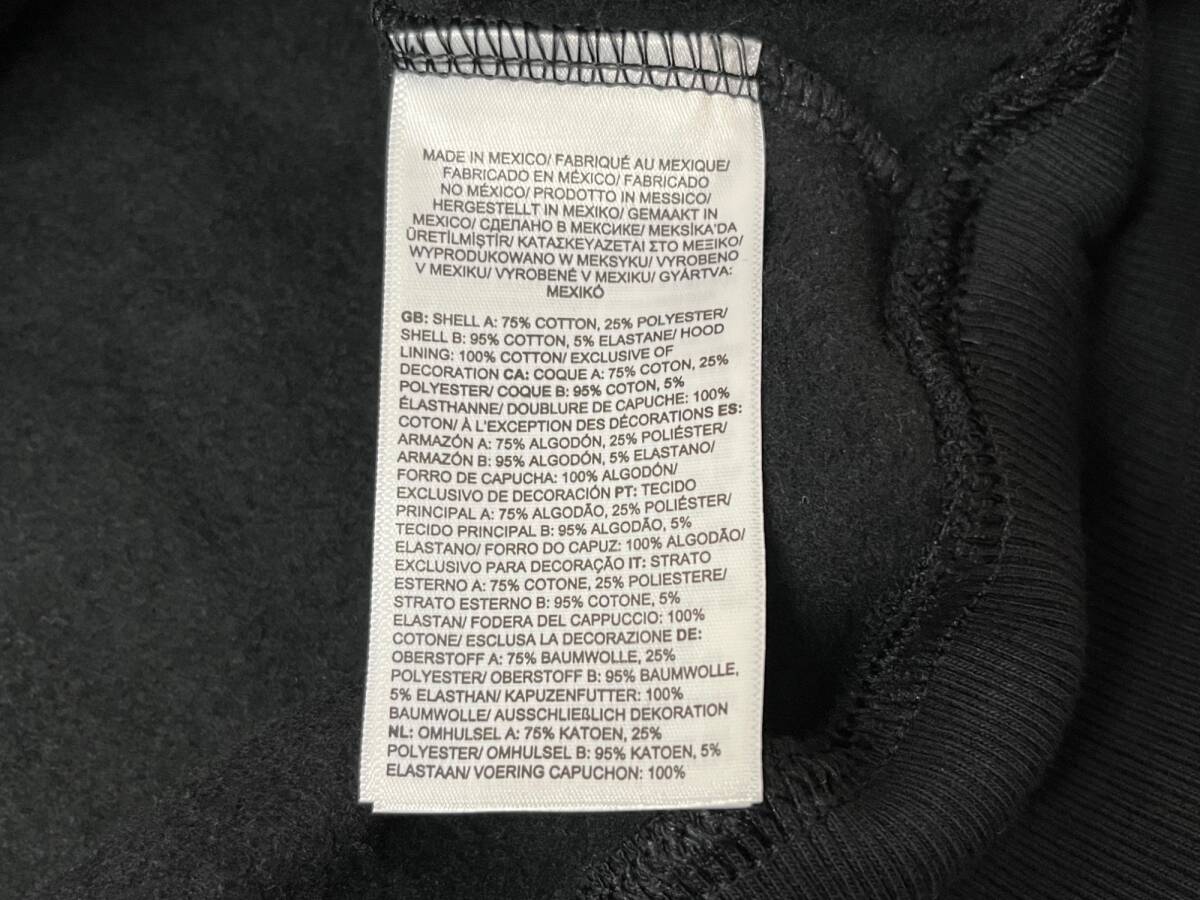 MADE IN MEXICO/ FABRIQUÉ AU MEXIQUE/
FABRICADO EN MÉXICO/ FABRICADO
NO MÉXICO/ PRODOTTO IN MESSICO/
HERGESTELLT IN MEXIKO/ GEMAAKT IN
MEXICO/ СДЕЛАНО В МЕКСИКЕ/ MEKSİKA'DA
ÜRETİLMİŞTİR/ ΚΑΤΑΣΚΕΥΑΖΕΤΑΙ ΣΤΟ ΜΕΞΙΚΟ/
WYPRODUKOWANO W MEKSYKU/ VYROBENO
V MEXIKU/ VYROBENÉ V MEXIKU/ GYÁRTVA:
MEXIKÓ
GB: SHELL A: 75% COTTON, 25% POLYESTER/
SHELL B: 95% COTTON, 5% ELASTANE/ HOOD
LINING: 100% COTTON/ EXCLUSIVE OF
DECORATION CA: COQUE A: 75% COTON, 25%
POLYESTER/ COQUE B: 95% COTON, 5%
ÉLASTHANNE/ DOUBLURE DE CAPUCHE: 100%
COTON/ À L'EXCEPTION DES DÉCORATIONS ES:
ARMAZÓN A: 75% ALGODÓN, 25% POLIÉSTER/
ARMAZÓN B: 95% ALGODÓN, 5% ELASTANO/
FORRO DE CAPUCHA: 100% ALGODÓN/
EXCLUSIVO DE DECORACIÓN PT: TECIDO
PRINCIPAL A: 75% ALGODÃO, 25% POLIÉSTER/
TECIDO PRINCIPAL B: 95% ALGODÃO, 5%
ELASTANO/ FORRO DO CAPUZ: 100% ALGODÃO/
EXCLUSIVO PARA DECORAÇÃO IT: STRATO
ESTERNO A: 75% COTONE, 25% POLIESTERE/
STRATO ESTERNO B: 95% COTONE, 5%
ELASTAN/ FODERA DEL CAPPUCCIO: 100%
COTONE/ ESCLUSA LA DECORAZIONE DE:
OBERSTOFF A: 75% BAUMWOLLE, 25%
POLYESTER/ OBERSTOFF B: 95% BAUMWOLLE,
5% ELASTHAN/ KAPUZENFUTTER: 100%
BAUMWOLLE/ AUSSCHLIEßLICH DEKORATION
NL: OMHULSEL A: 75% KATOEN, 25%
POLYESTER/ OMHULSEL B: 95% KATOEN, 5%
ELASTAAN/ VOERING CAPUCHON: 100%